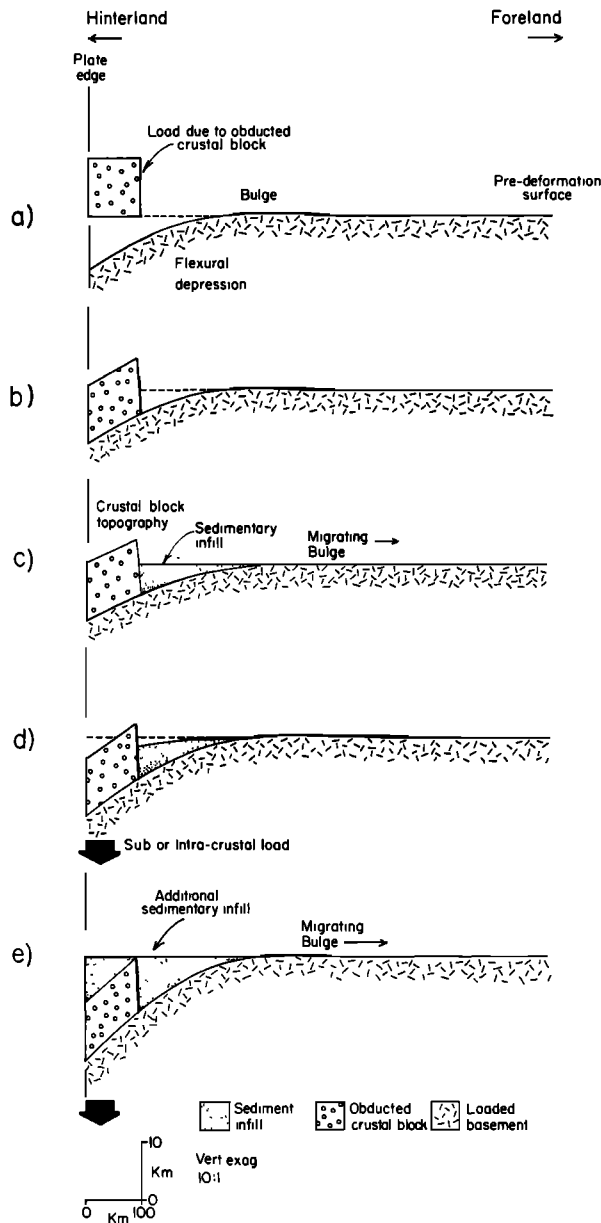 Hinterland
Foreland
Plate
edge
Load due to obducted
crustal block
Bulge
Pre-deformation
surface
a)
Flexural
depression
b)
Crustal block
topography
Sedimentary
infill
Migrating
Bulge
c)
d)
Sub or Intra-crustal load
Additional
sedimentary infill
Migrating
Bulge
e)
Sediment
infill
Obducted
crustal block
Loaded
basement
10
Km
0
Vert exag
10:1
0 Km 100